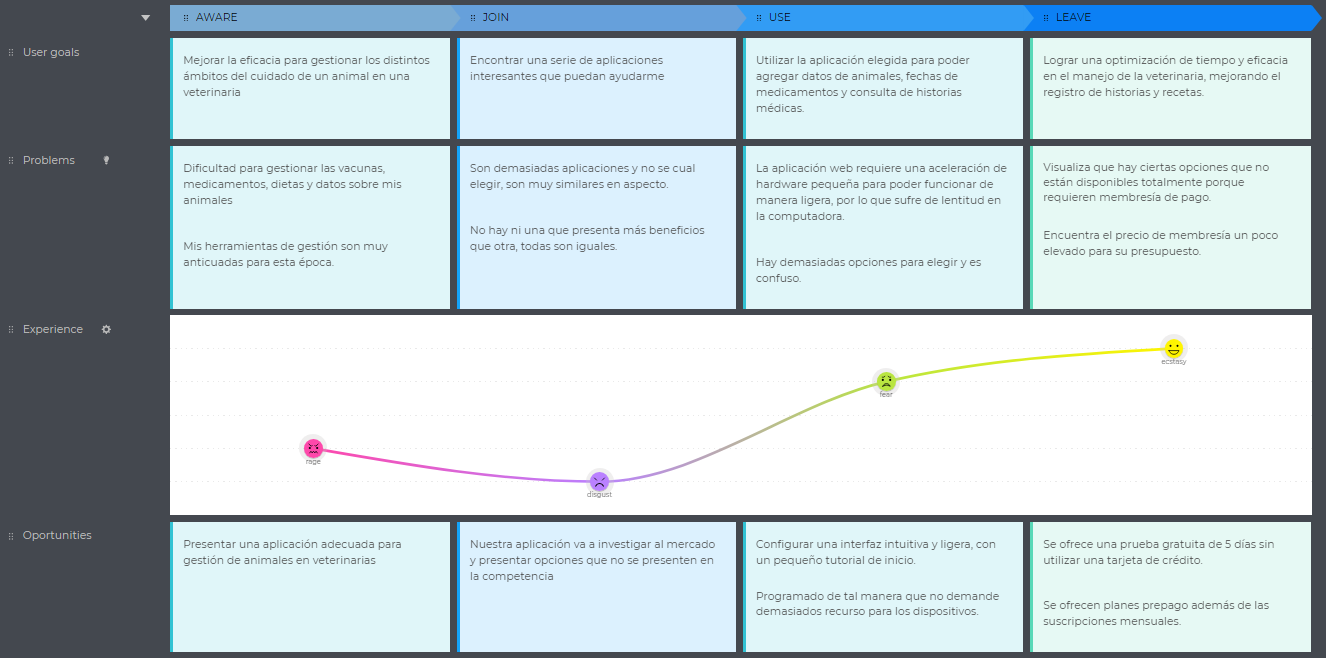 AWARE
JOIN
USE
LEAVE
User goals
Mejorar la eficacia para gestionar los distintos
ámbitos del cuidado de un animal en una
veterinaria
Encontrar una serie de aplicaciones
interesantes que puedan ayudarme
Utilizar la aplicación elegida para poder
agregar datos de animales, fechas de
medicamentos y consulta de historias
médicas.
Lograr una optimización de tiempo y eficacia
en el manejo de la veterinaria, mejorando el
registro de historias y recetas.
Problems
Dificultad para gestionar las vacunas,
medicamentos, dietas y datos sobre mis
animales
Mis herramientas de gestión son muy
anticuadas para esta época.
Son demasiadas aplicaciones y no se cual
elegir, son muy similares en aspecto.
No hay ni una que presenta más beneficios
que otra, todas son iguales.
La aplicación web requiere una aceleración de
hardware pequeña para poder funcionar de
manera ligera, por lo que sufre de lentitud en
la computadora.
Hay demasiadas opciones para elegir y es
confuso.
Visualiza que hay ciertas opciones que no
están disponibles totalmente porque
requieren membresía de pago.
Encuentra el precio de membresía un poco
elevado para su presupuesto.
Experience
rage
disgust
fear
ecstasy
Oportunities
Presentar una aplicación adecuada para
gestión de animales en veterinarias
Nuestra aplicación va a investigar al mercado
y presentar opciones que no se presenten en
la competencia
Configurar una interfaz intuitiva y ligera, con
un pequeño tutorial de inicio.
Programado de tal manera que no demande
demasiados recurso para los dispositivos.
Se ofrece una prueba gratuita de 5 días sin
utilizar una tarjeta de crédito.
Se ofrecen planes prepago además de las
suscripciones mensuales.